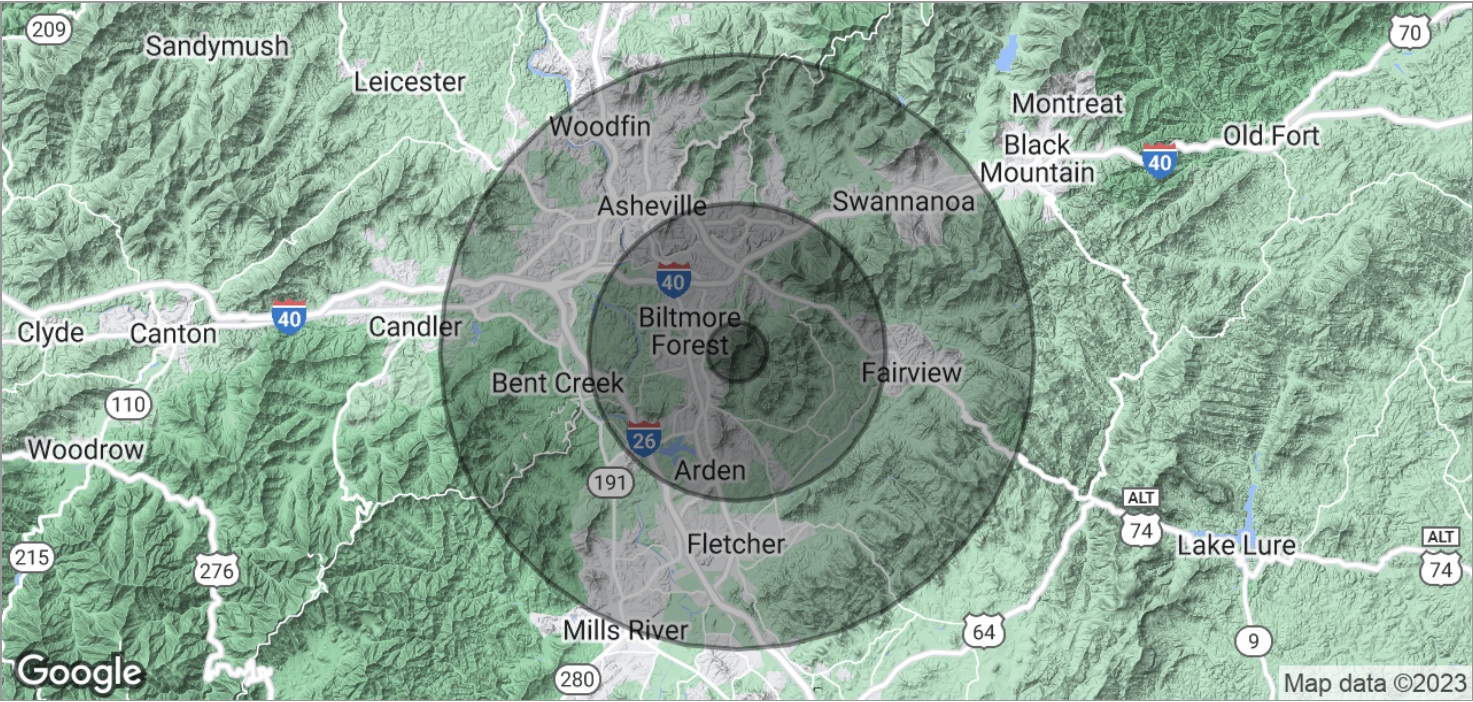 209
Sandymush
Leicester
70
Montreat
Woodfin
Old Fort
Black
Mountain
40
Asheville
Swannanoa
40
Biltmore
Forest
40
Clyde
Canton
Candler
Fairview
Bent Creek
110
26
Woodrow
Arden
191
ALT
74
Fletcher
Lake Lure
ALT
74
215
276
Mills River
64
9
280
Google
Map data ©2023